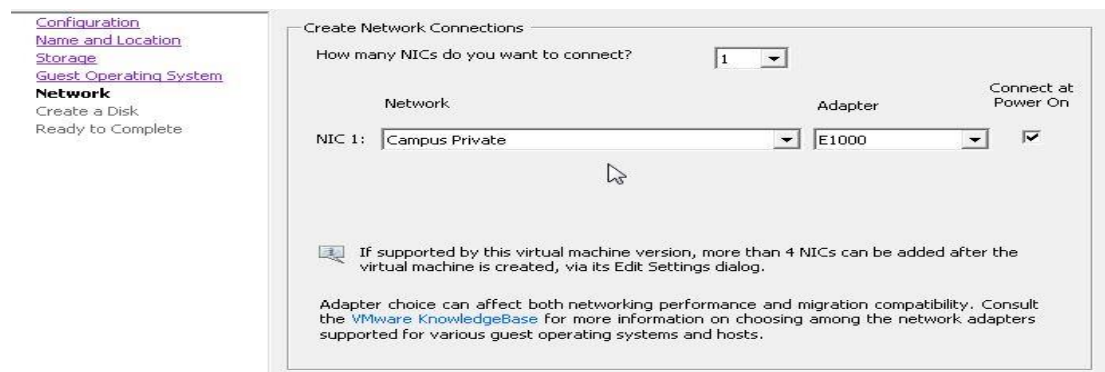 Configuration
Name and Location
Storage
Guest Operating System
Network
Create a Disk
Ready to Complete
Create Network Connections
How many NICs do you want to connect? 1
Network Adapter Connect at
Power On
NIC 1: Campus Private E1000
If supported by this virtual machine version, more than 4 NICs can be added after the
virtual machine is created, via its Edit Settings dialog.
Adapter choice can affect both networking performance and migration compatibility. Consult
the VMware KnowledgeBase for more information on choosing among the network adapters
supported for various guest operating systems and hosts.